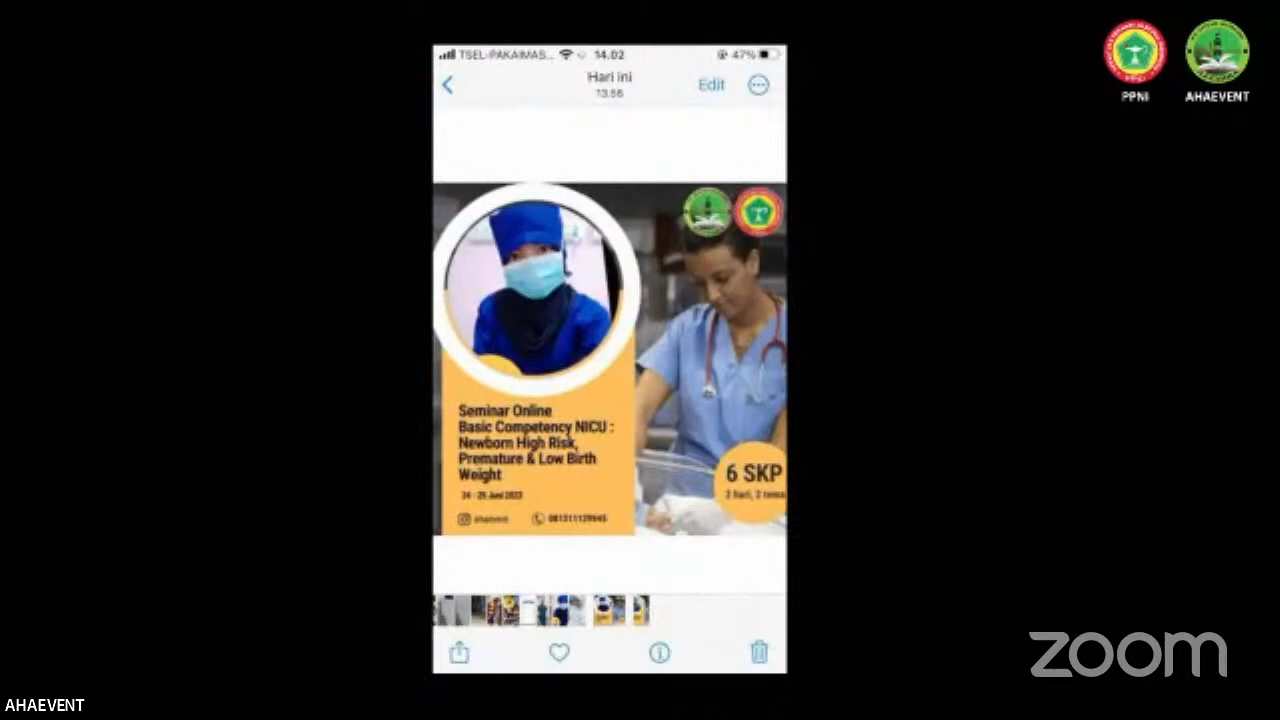 TSEL-PAKAIMAS... 14.02 47%
Hari ini
13.56
Edit
PPNI
AHAEVENT
Seminar Online
Basic Competency NICU :
Newborn High Risk,
Premature & Low Birth
Weight
24 - 25 Juni 2023
ahaevent
6 SKP
2 hari, 2 tema
zoom
AHAEVENT